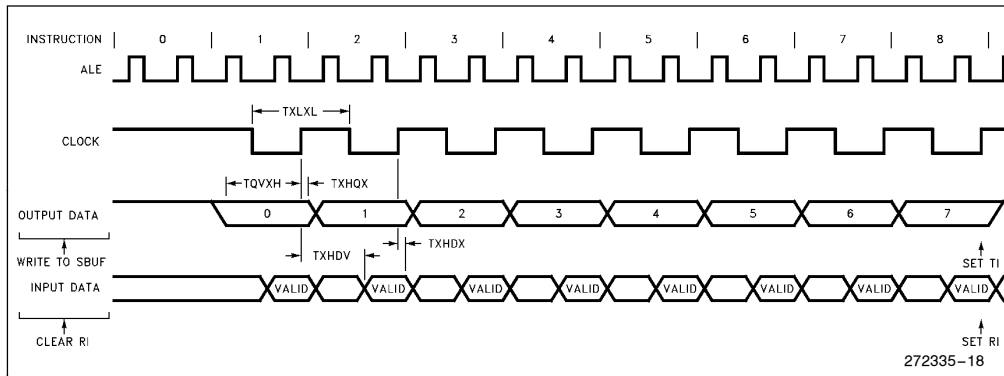 INSTRUCTION | 0 | 1 | 2 | 3 | 4 | 5 | 6 | 7 | 8 |
ALE
TXLXL
CLOCK
TQVXH TXHQX
OUTPUT DATA 0 1 2 3 4 5 6 7
TXHDV TXHDX
WRITE TO SBUF SET TI
INPUT DATA VALID VALID VALID VALID VALID VALID VALID VALID
CLEAR RI SET RI
272335-18